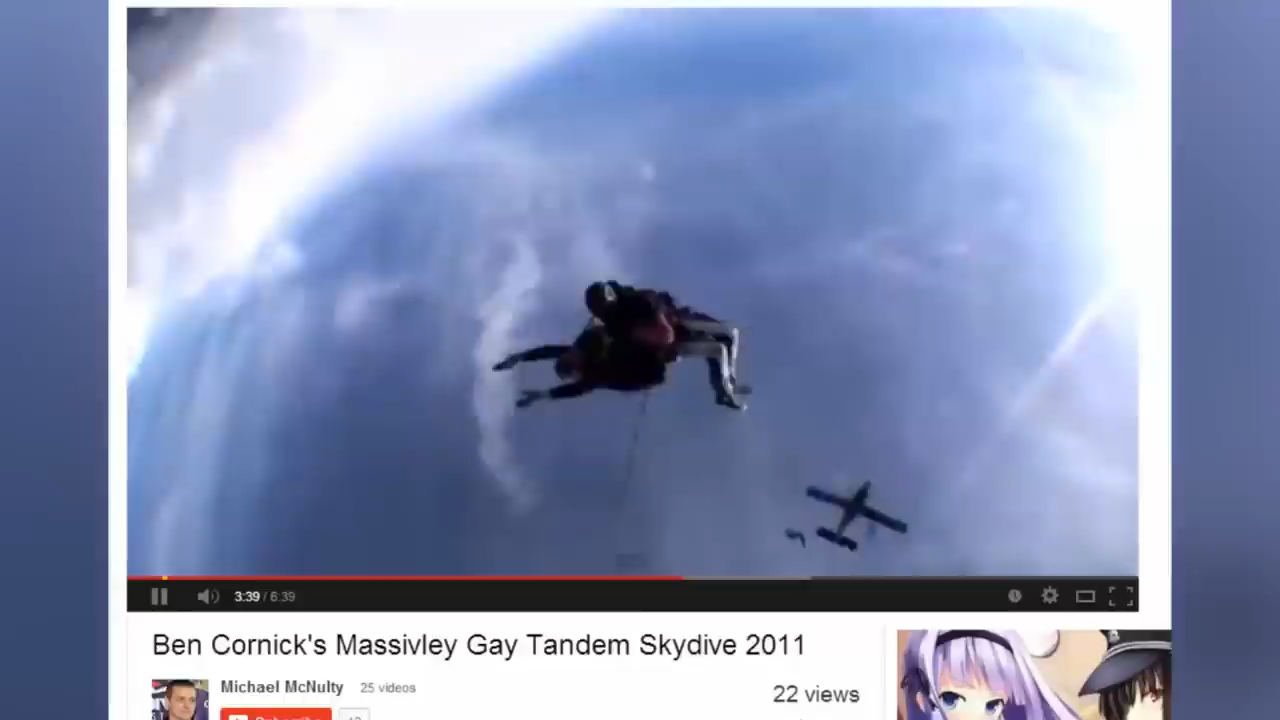 3:39 / 6:39
Ben Cornick's Massivley Gay Tandem Skydive 2011
Michael McNulty 25 videos
22 views